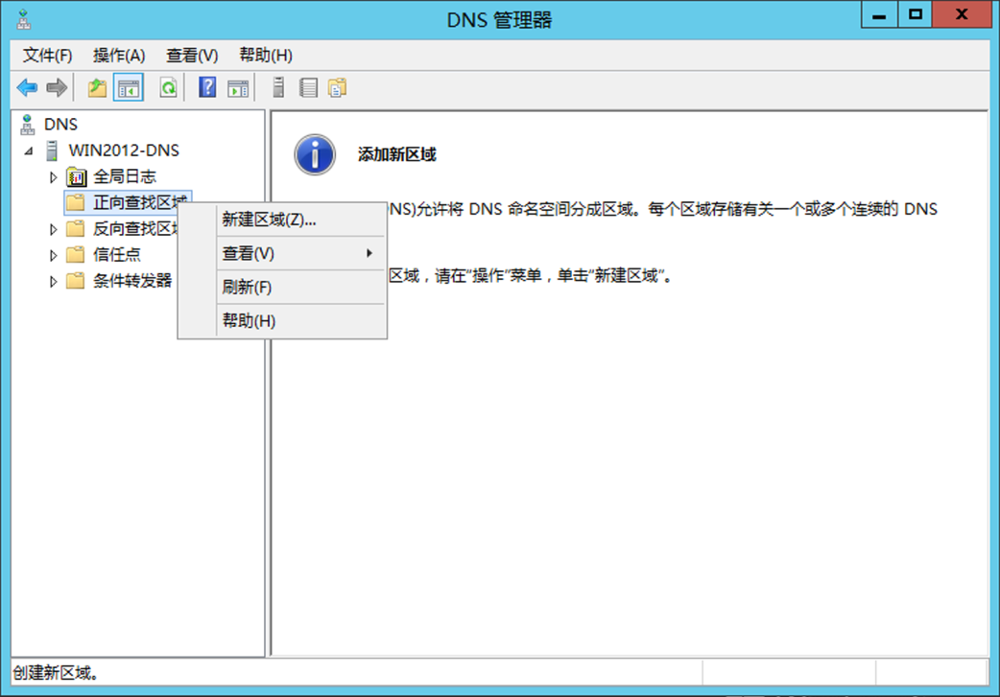 DNS 管理器
文件(F) 操作(A) 查看(V) 帮助(H)
DNS
WIN2012-DNS
全局日志
正向查找区域
反向查找区
信任点
条件转发器
新建区域(Z)...
查看(V)
刷新(F)
帮助(H)
添加新区域
NS)允许将 DNS 命名空间分成区域。每个区域存储有关一个或多个连续的 DNS
区域，请在“操作”菜单，单击“新建区域”。
创建新区域。